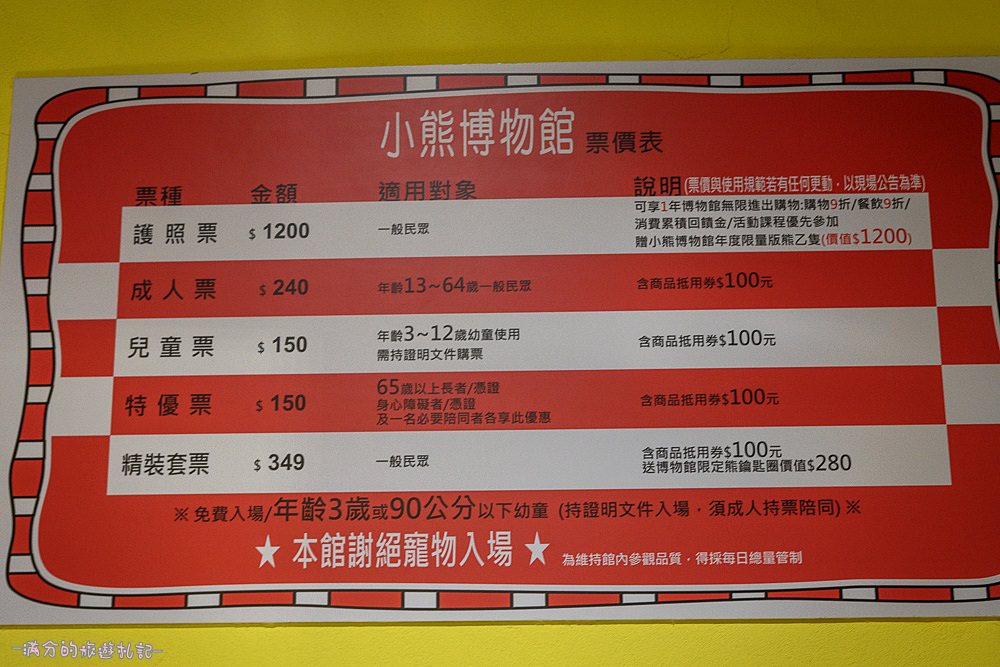 小熊博物館 票價表
票種 金額 適用對象 說明(票價與使用規範若有任何更動，以現場公告為準)
護照票 $ 1200 一般民眾 可享1年博物館無限進出購物:購物9折/餐飲9折/
消費累積回饋金/活動課程優先參加
贈小熊博物館年度限量版熊乙隻(價值$1200)
成人票 $ 240 年齡13~64歲一般民眾 含商品抵用券$100元
兒童票 $ 150 年齡3~12歲幼童使用
需持證明文件購票 含商品抵用券$100元
特優票 $ 150 65歲以上長者/憑證
身心障礙者/憑證
及一名必要陪同者各享此優惠 含商品抵用券$100元
精裝套票 $ 349 一般民眾 含商品抵用券$100元
送博物館限定熊鑰匙圈價值$280
※ 免費入場/年齡3歲或90公分以下幼童 (持證明文件入場，須成人持票陪同) ※
★ 本館謝絕寵物入場 ★ 為維持館內參觀品質，得採每日總量管制
-滿分的旅遊札記-